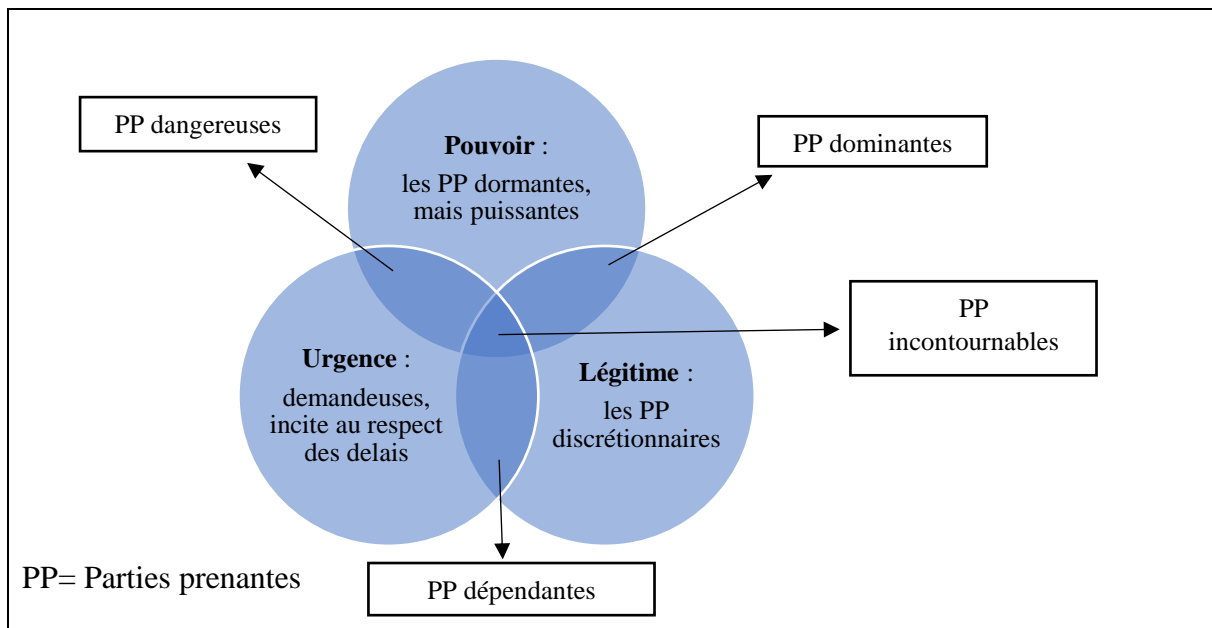 PP dangereuses
Pouvoir :
les PP dormantes,
mais puissantes
PP dominantes
PP
incontournables
Urgence :
demandeuses,
incite au respect
des delais
Légitime :
les PP
discrétionnaires
PP= Parties prenantes
PP dépendantes